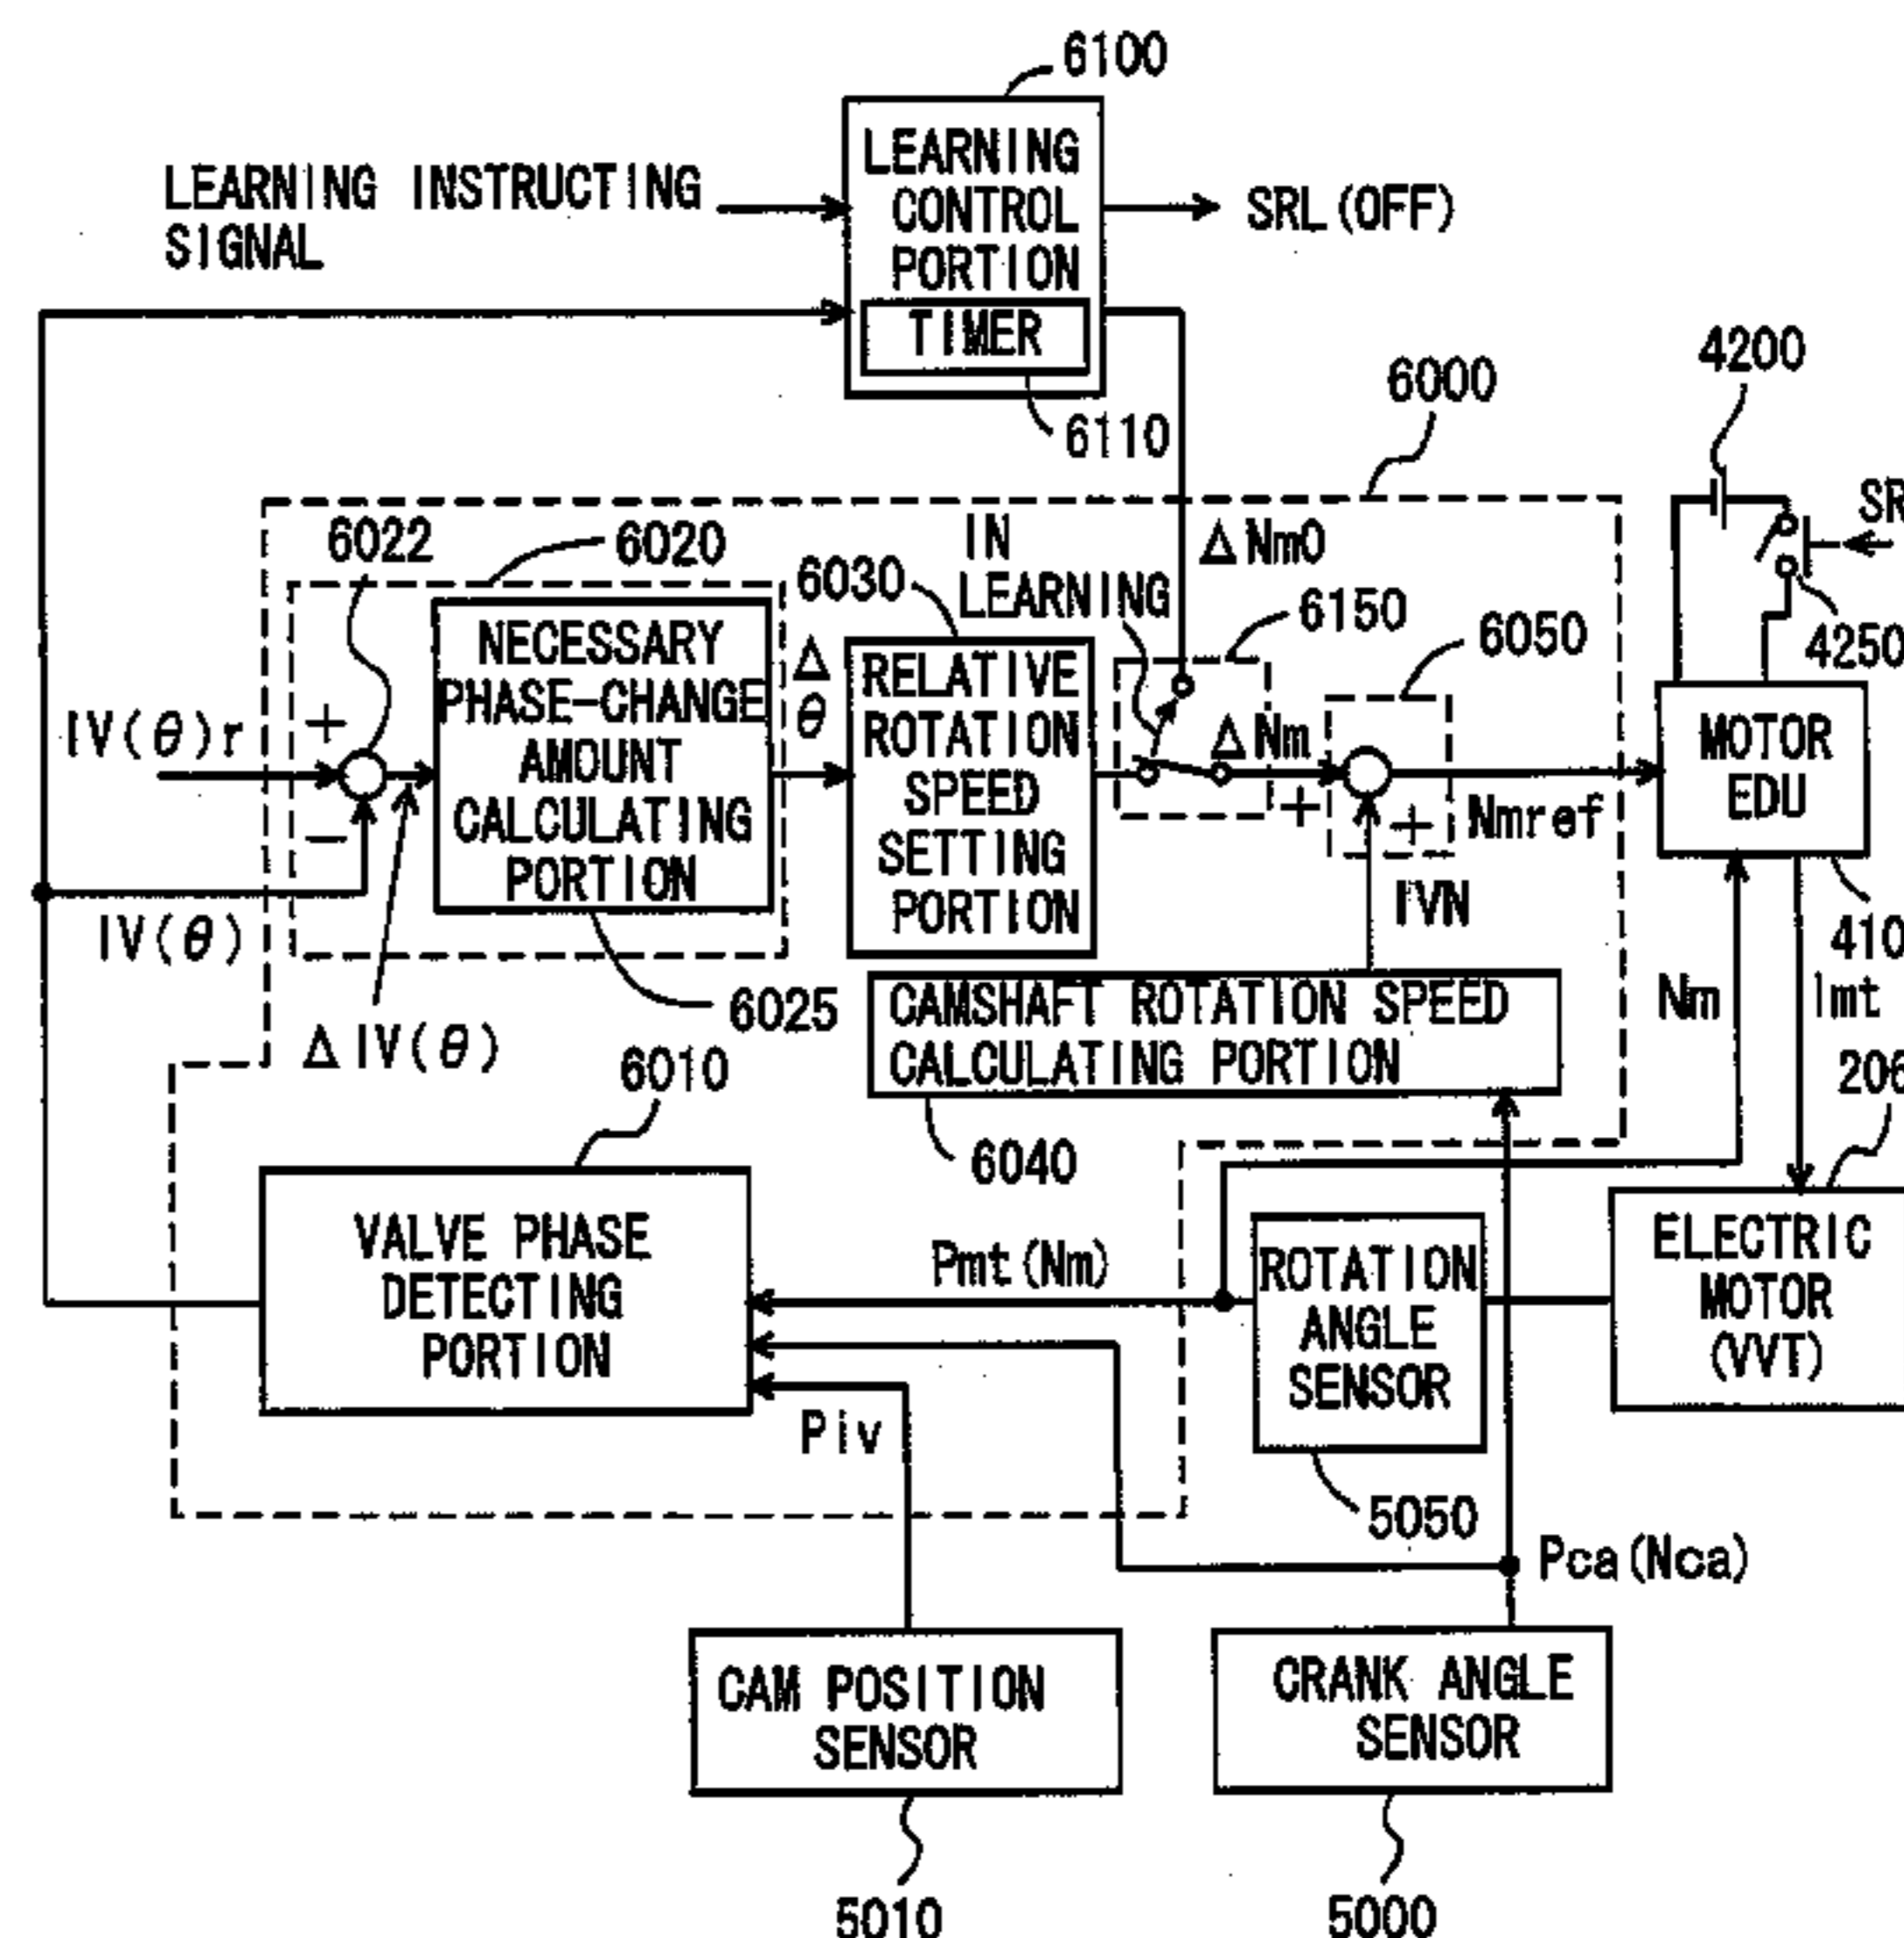 6100
LEARNING INSTRUCTING
SIGNAL
LEARNING
CONTROL
PORTION
TIMER
SRL (OFF)
6110
6000
4200
6022
6020
6030
IN
LEARNING
ΔNm0
6150
6050
SR
4250
IV(θ)r
+
−
NECESSARY
PHASE-CHANGE
AMOUNT
CALCULATING
PORTION
Δ
θ
RELATIVE
ROTATION
SPEED
SETTING
PORTION
ΔNm
+
+
Nmref
MOTOR
EDU
IV(θ)
IVN
410
ΔIV(θ)
6025
CAMSHAFT ROTATION SPEED
CALCULATING PORTION
Nm
Imt
6010
6040
206
VALVE PHASE
DETECTING
PORTION
Pmt(Nm)
ROTATION
ANGLE
SENSOR
ELECTRIC
MOTOR
(VVT)
Piv
5050
Pca(Nca)
CAM POSITION
SENSOR
CRANK ANGLE
SENSOR
5010
5000